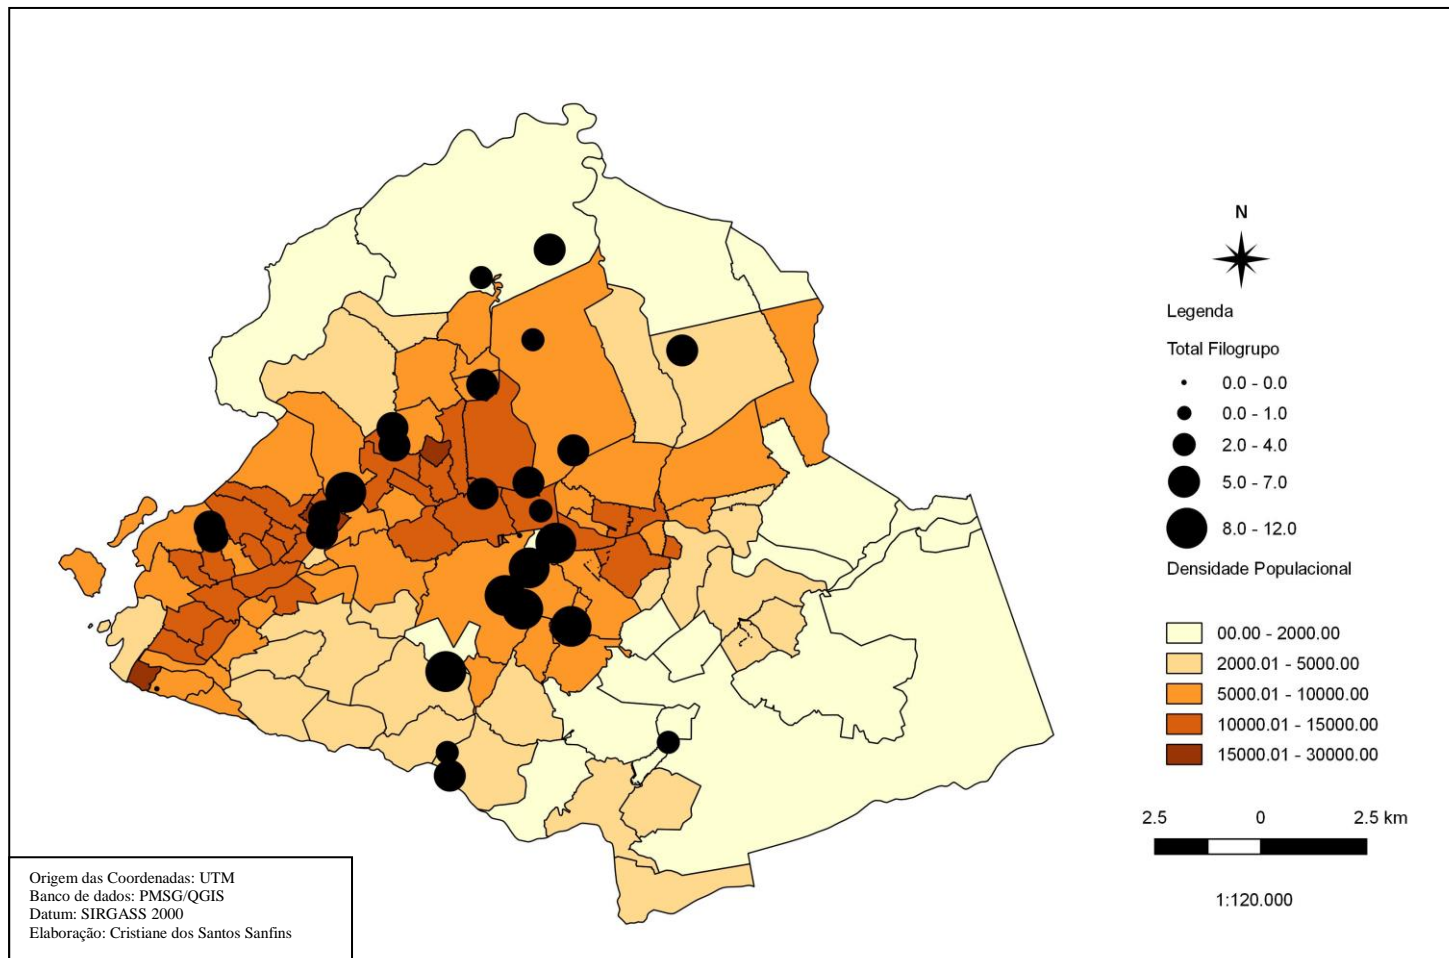 N
Legenda
Total Filogrupo
0.0 - 0.0
0.0 - 1.0
2.0 - 4.0
5.0 - 7.0
8.0 - 12.0
Densidade Populacional
00.00 - 2000.00
2000.01 - 5000.00
5000.01 - 10000.00
10000.01 - 15000.00
15000.01 - 30000.00
2.5 0 2.5 km
1:120.000
Origem das Coordenadas: UTM
Banco de dados: PMSG/QGIS
Datum: SIRGASS 2000
Elaboração: Cristiane dos Santos Sanfins